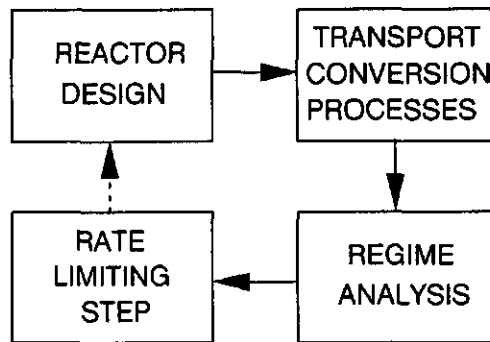 REACTOR
DESIGN
TRANSPORT
CONVERSION
PROCESSES
RATE
LIMITING
STEP
REGIME
ANALYSIS